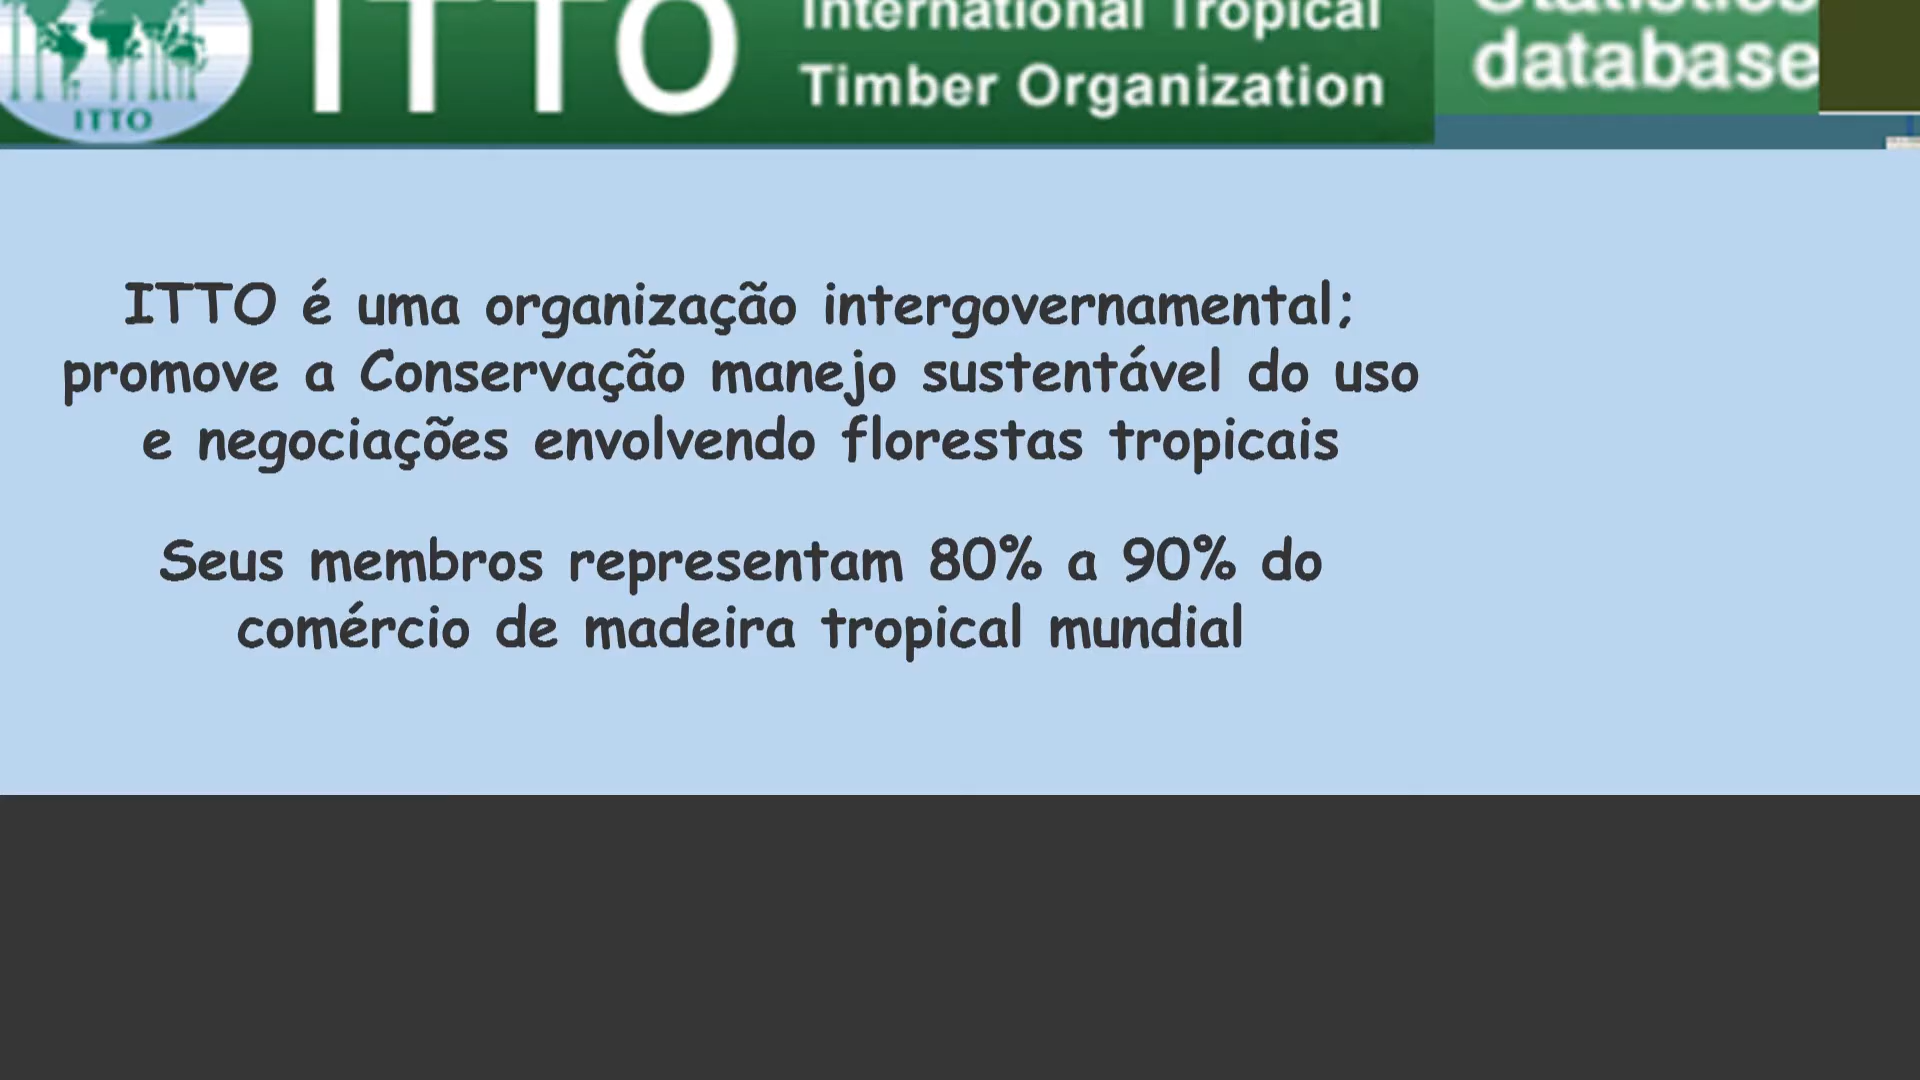 ITTO
International Tropical
Timber Organization
Statistics
database
ITTO
ITTO é uma organização intergovernamental;
promove a Conservação manejo sustentável do uso
e negociações envolvendo florestas tropicais
Seus membros representam 80% a 90% do
comércio de madeira tropical mundial